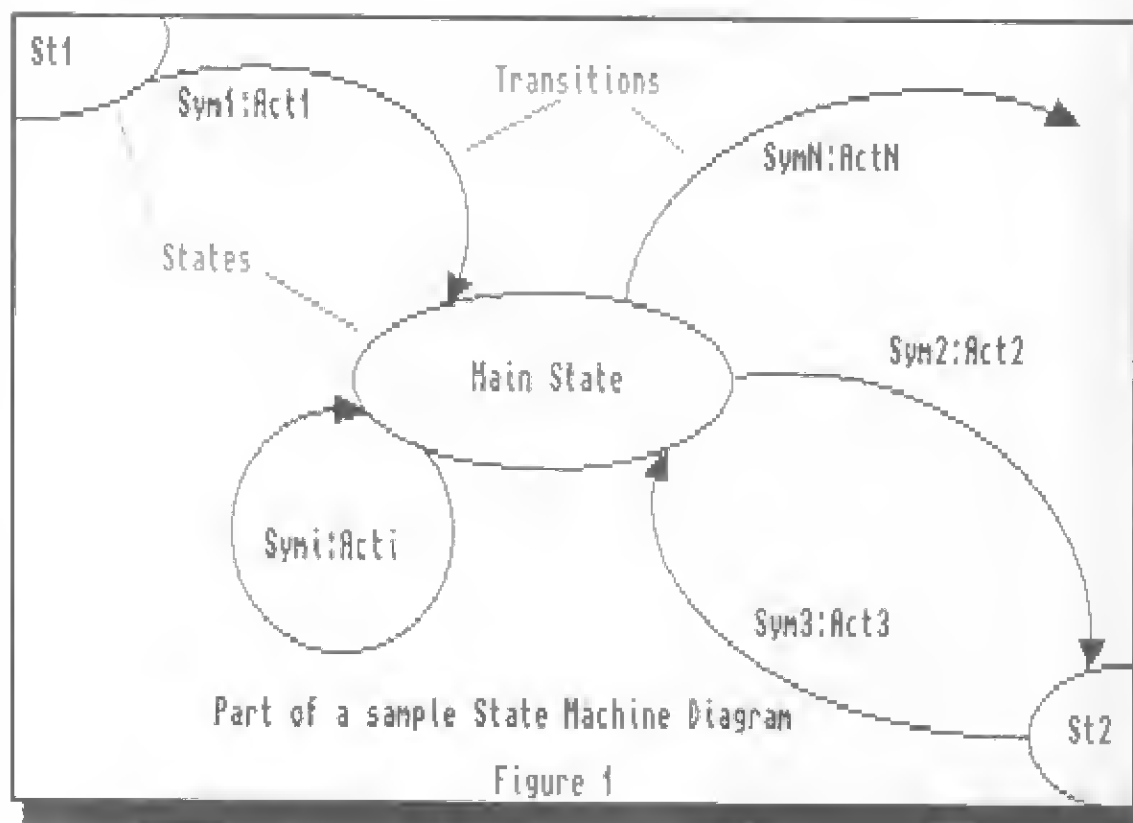 St1
Transitions
Sym1:Act1
SymN:ActN
States
Sym2:Act2
Main State
Symi:Acti
Sym3:Act3
Part of a sample State Machine Diagram
St2
Figure 1